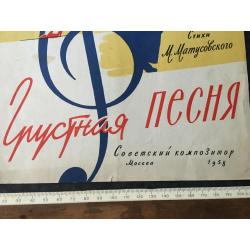 Стихи
М. Матусовского
Грустная песня
Советский композитор
Москва 1958